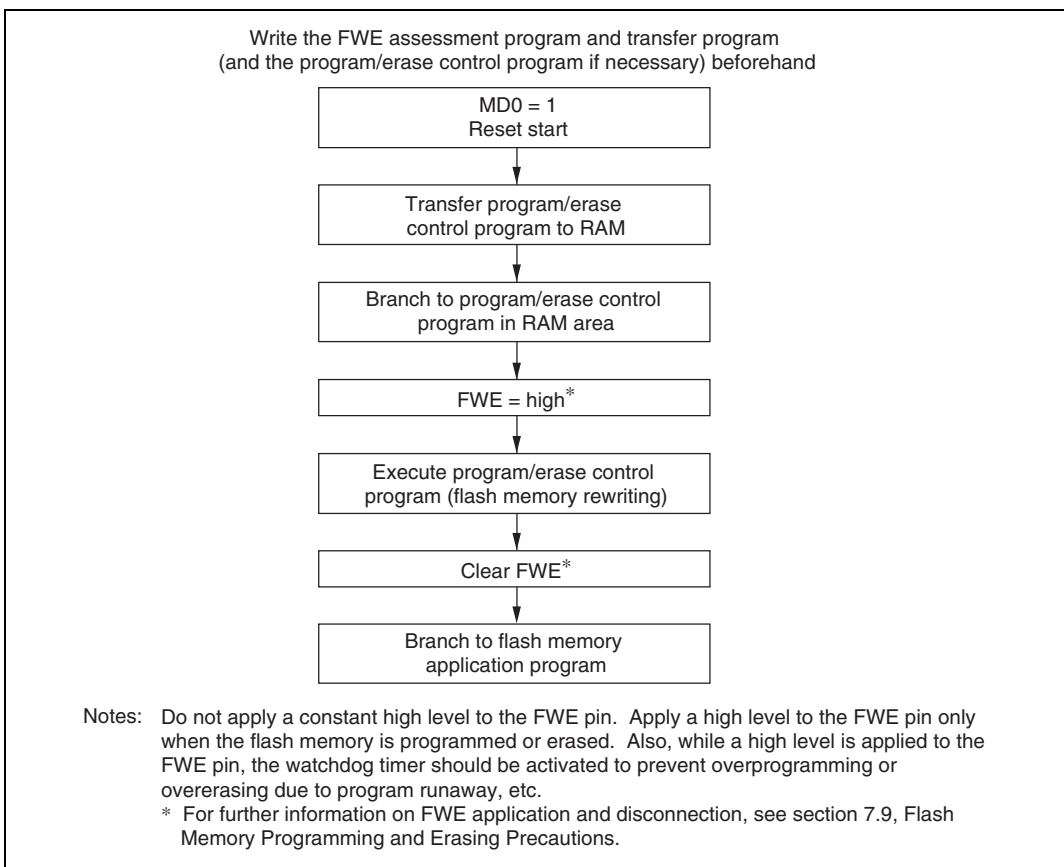 Write the FWE assessment program and transfer program
(and the program/erase control program if necessary) beforehand
MD0 = 1
Reset start
Transfer program/erase
control program to RAM
Branch to program/erase control
program in RAM area
FWE = high*
Execute program/erase control
program (flash memory rewriting)
Clear FWE*
Branch to flash memory
application program
Notes: Do not apply a constant high level to the FWE pin. Apply a high level to the FWE pin only
when the flash memory is programmed or erased. Also, while a high level is applied to the
FWE pin, the watchdog timer should be activated to prevent overprogramming or
overerasing due to program runaway, etc.
* For further information on FWE application and disconnection, see section 7.9, Flash
Memory Programming and Erasing Precautions.